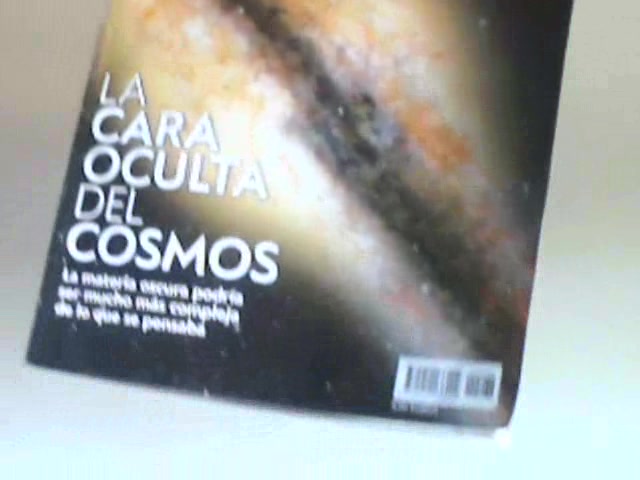 LA
CARA
OCULTA
DEL
COSMOS
La materia oscura podría
ser mucho más compleja
de lo que se pensaba